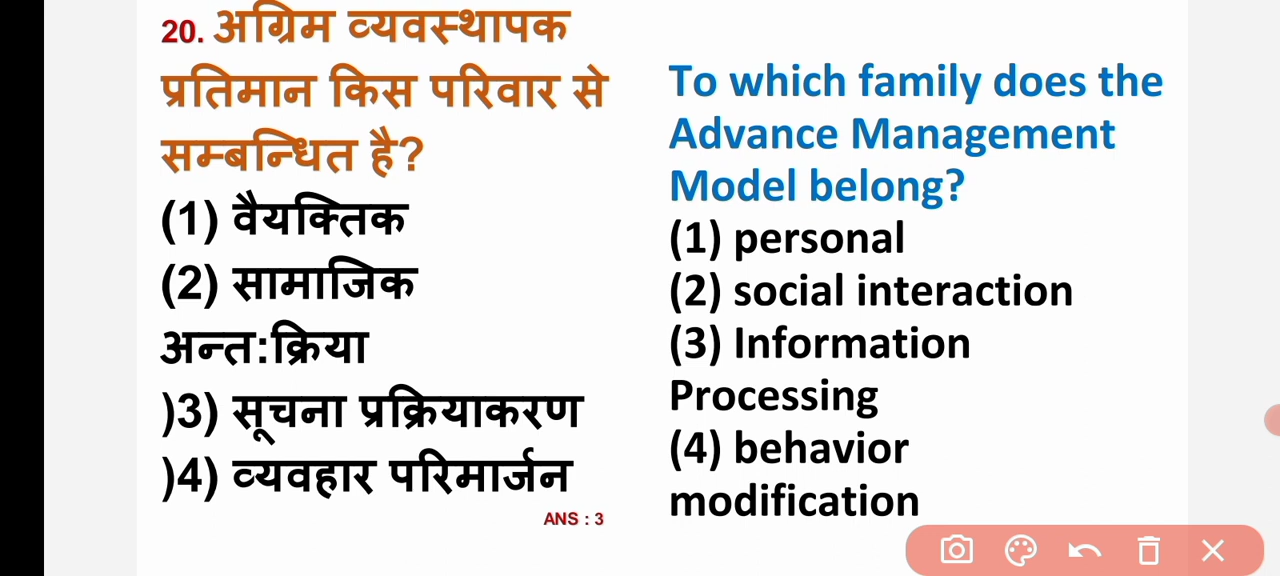 20. अग्रिम व्यवस्थापक
प्रतिमान किस परिवार से
सम्बन्धित है?
(1) वैयक्तिक
(2) सामाजिक
अन्त:क्रिया
)3) सूचना प्रक्रियाकरण
)4) व्यवहार परिमार्जन
ANS : 3
To which family does the
Advance Management
Model belong?
(1) personal
(2) social interaction
(3) Information
Processing
(4) behavior
modification